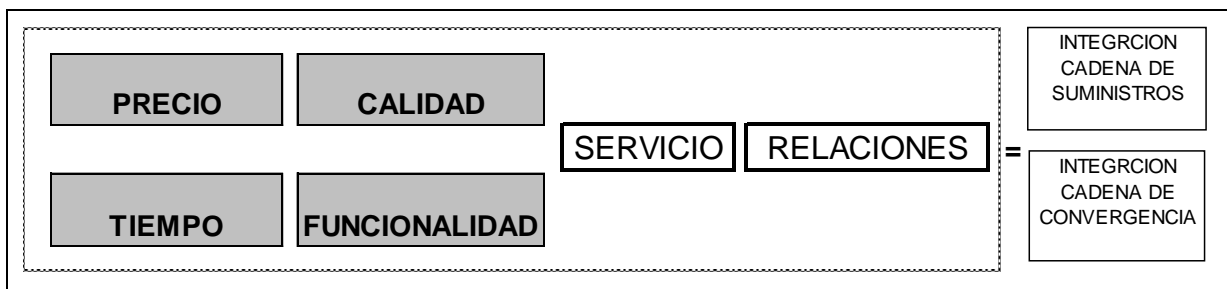 PRECIO
CALIDAD
TIEMPO
FUNCIONALIDAD
SERVICIO
RELACIONES
=
INTEGRCION
CADENA DE
SUMINISTROS
INTEGRCION
CADENA DE
CONVERGENCIA